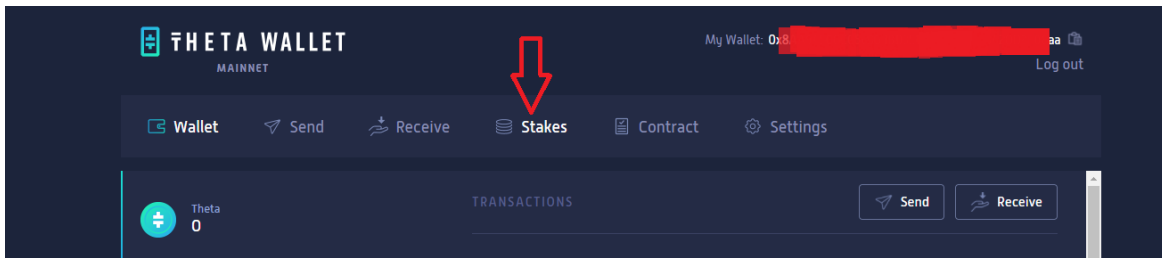 THETA WALLET
MAINNET
My Wallet: 0x8 aa
Log out
Wallet Send Receive Stakes Contract Settings
Theta
0
TRANSACTIONS
Send Receive